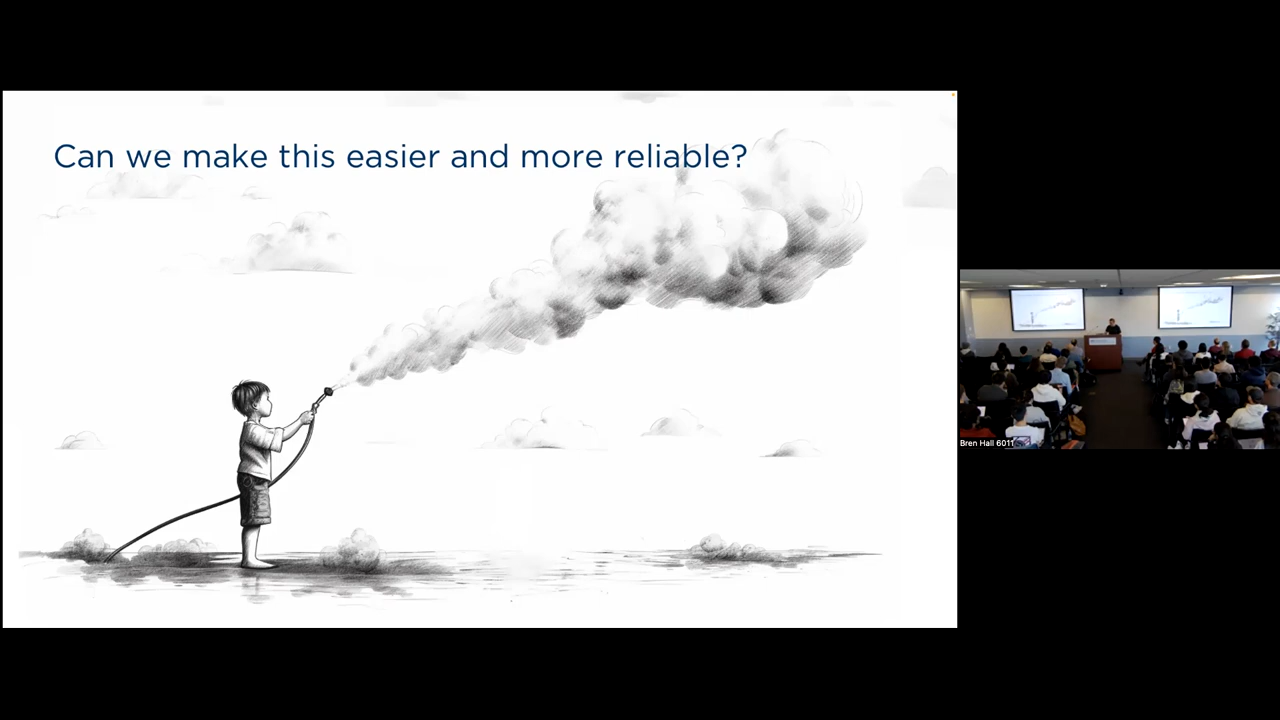 Can we make this easier and more reliable?
Bren Hall 6011